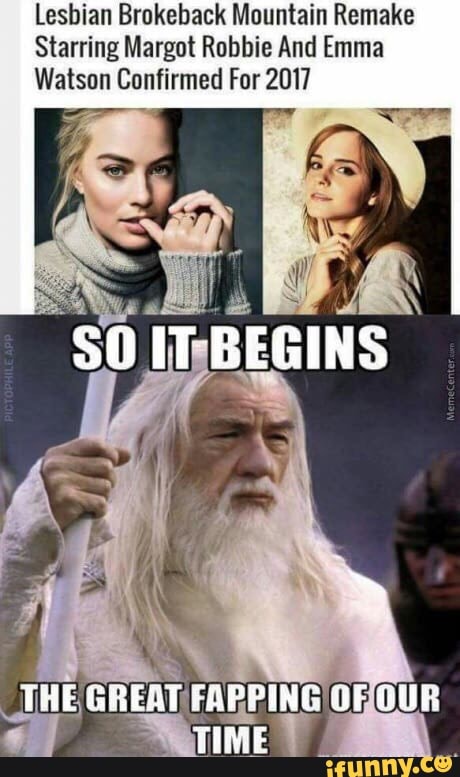 Lesbian Brokeback Mountain Remake
Starring Margot Robbie And Emma
Watson Confirmed For 2017
SO IT BEGINS
PICTOPHILE APP
MemeCenter.com
THE GREAT FAPPING OF OUR
TIME
ifunny.co